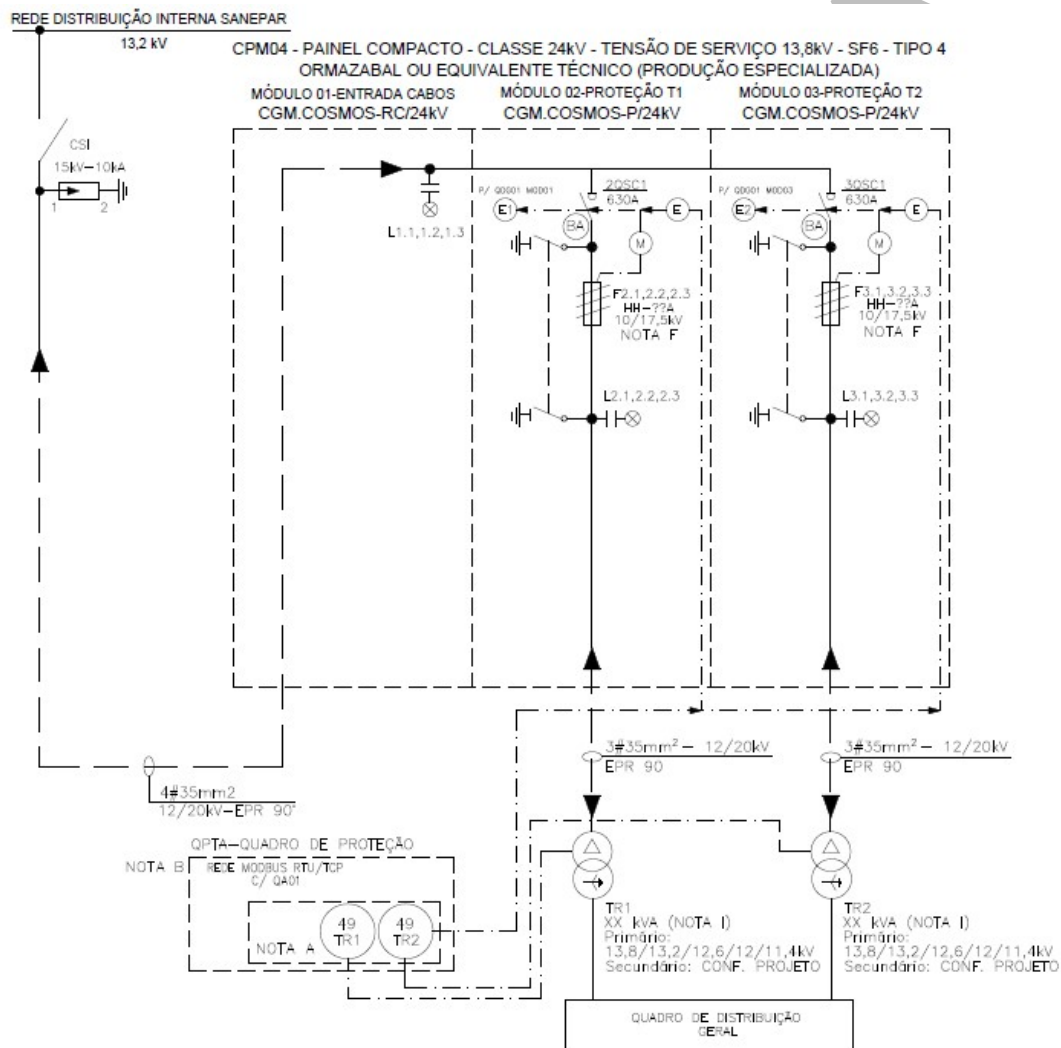 REDE DISTRIBUIÇÃO INTERNA SANEPAR
13,2 kV
CPM04 - PAINEL COMPACTO - CLASSE 24kV - TENSÃO DE SERVIÇO 13,8kV - SF6 - TIPO 4
ORMAZABAL OU EQUIVALENTE TÉCNICO (PRODUÇÃO ESPECIALIZADA)
MÓDULO 01-ENTRADA CABOS
CGM.COSMOS-RC/24kV
MÓDULO 02-PROTEÇÃO T1
CGM.COSMOS-P/24kV
MÓDULO 03-PROTEÇÃO T2
CGM.COSMOS-P/24kV
CSI
15kV-10kA
1 2
L1.1,1.2,1.3
P/ QDG01 MOD01
E1
2QSC1
630A
BA
E
M
F2.1,2.2,2.3
HH-??A
10/17,5kV
NOTA F
L2.1,2.2,2.3
P/ QDG01 MOD03
E2
3QSC1
630A
BA
E
M
F3.1,3.2,3.3
HH-??A
10/17,5kV
NOTA F
L3.1,3.2,3.3
3#35mm² - 12/20kV
EPR 90
3#35mm² - 12/20kV
EPR 90
4#35mm2
12/20kV-EPR 90°
QPTA-QUADRO DE PROTEÇÃO
NOTA B
REDE MODBUS RTU/TCP
C/ QA01
NOTA A
49
TR1
49
TR2
TR1
XX kVA (NOTA I)
Primário:
13,8/13,2/12,6/12/11,4kV
Secundário: CONF. PROJETO
TR2
XX kVA (NOTA I)
Primário:
13,8/13,2/12,6/12/11,4kV
Secundário: CONF. PROJETO
QUADRO DE DISTRIBUIÇÃO
GERAL